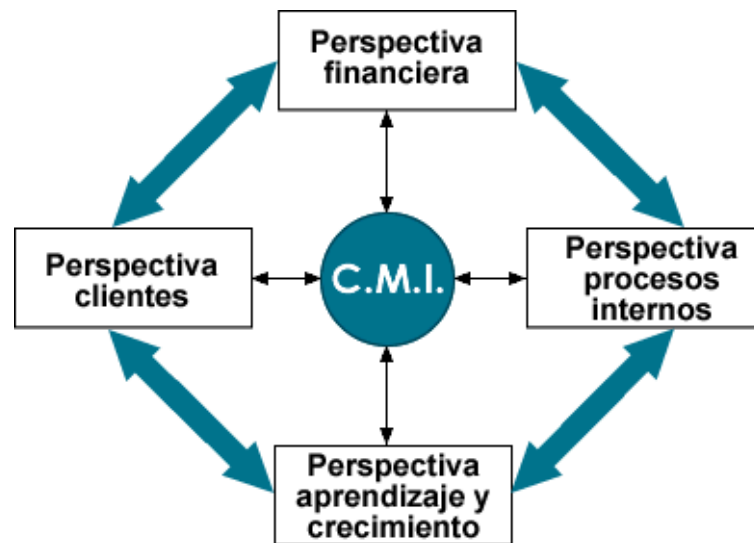 Perspectiva
financiera
Perspectiva
clientes
C.M.I.
Perspectiva
procesos
internos
Perspectiva
aprendizaje y
crecimiento